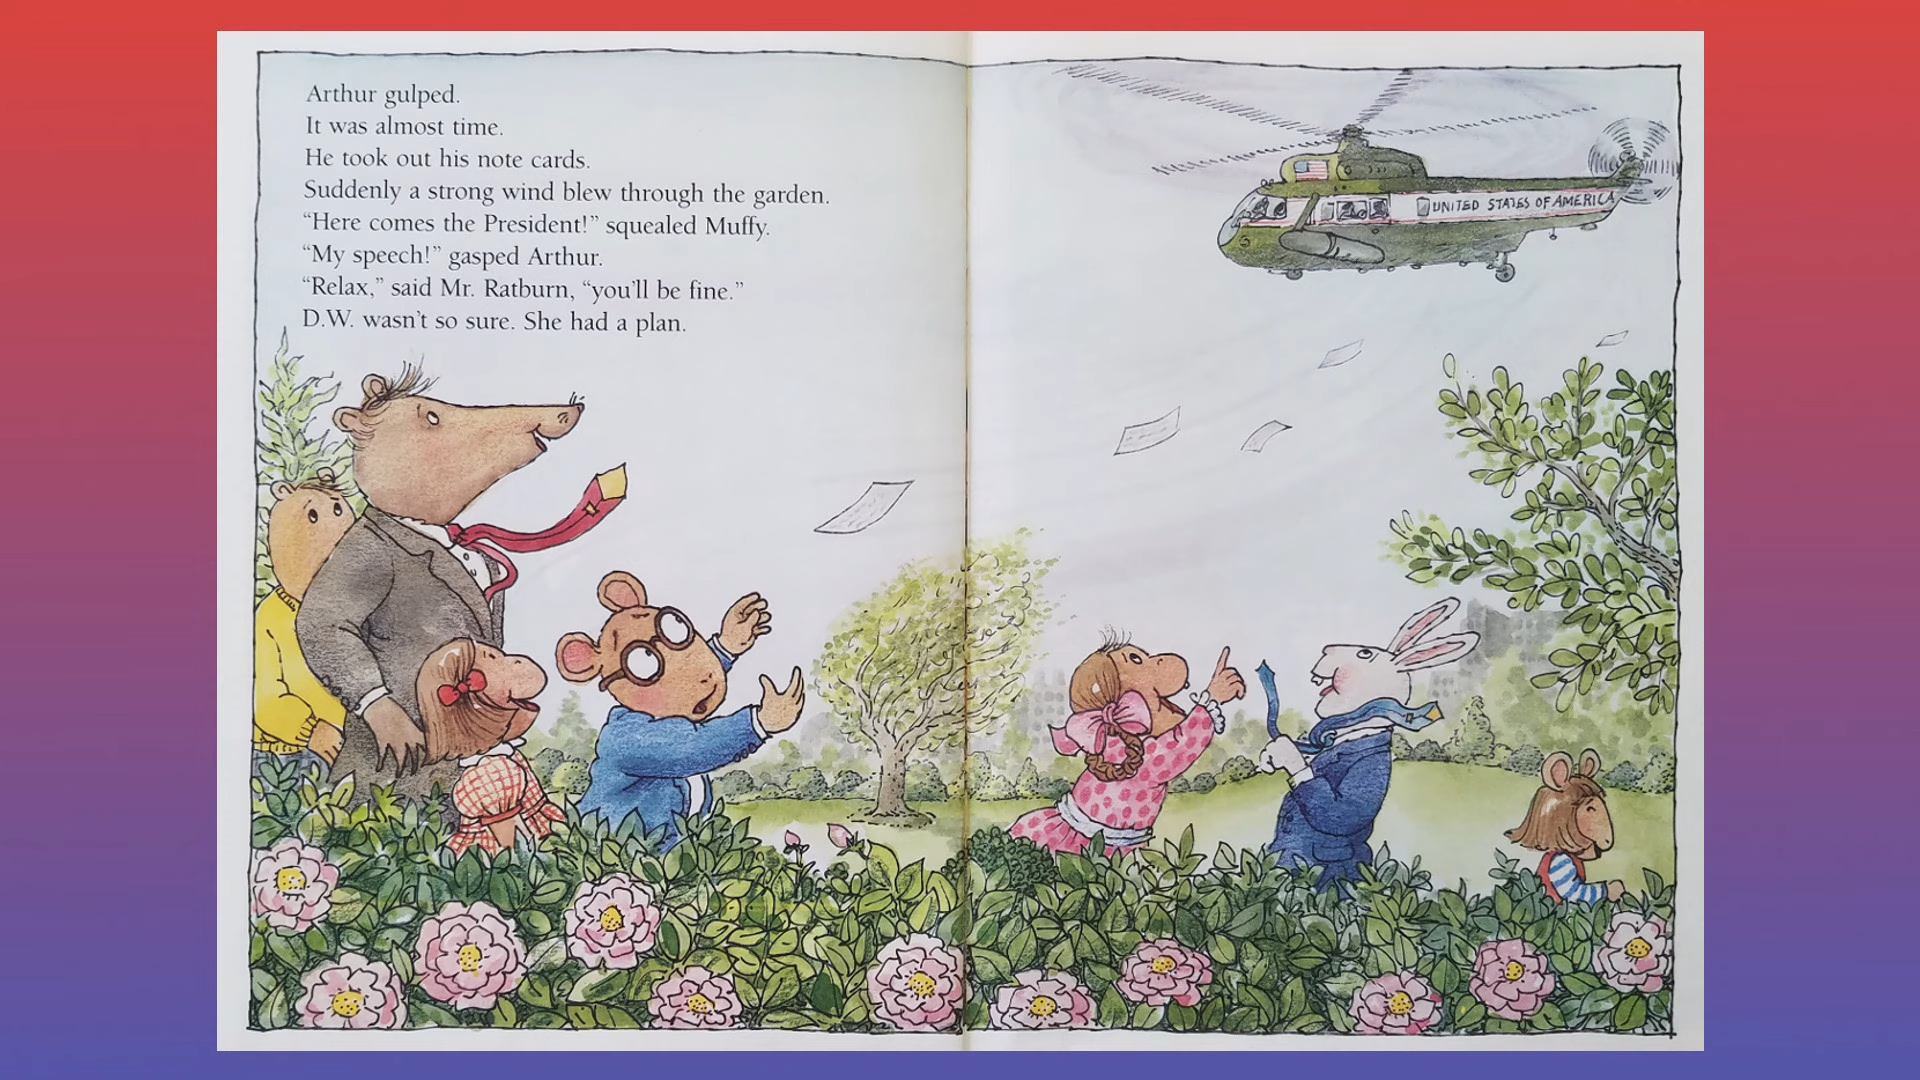 Arthur gulped.
It was almost time.
He took out his note cards.
Suddenly a strong wind blew through the garden.
“Here comes the President!” squealed Muffy.
“My speech!” gasped Arthur.
“Relax,” said Mr. Ratburn, “you’ll be fine.”
D.W. wasn’t so sure. She had a plan.
UNITED STATES OF AMERICA